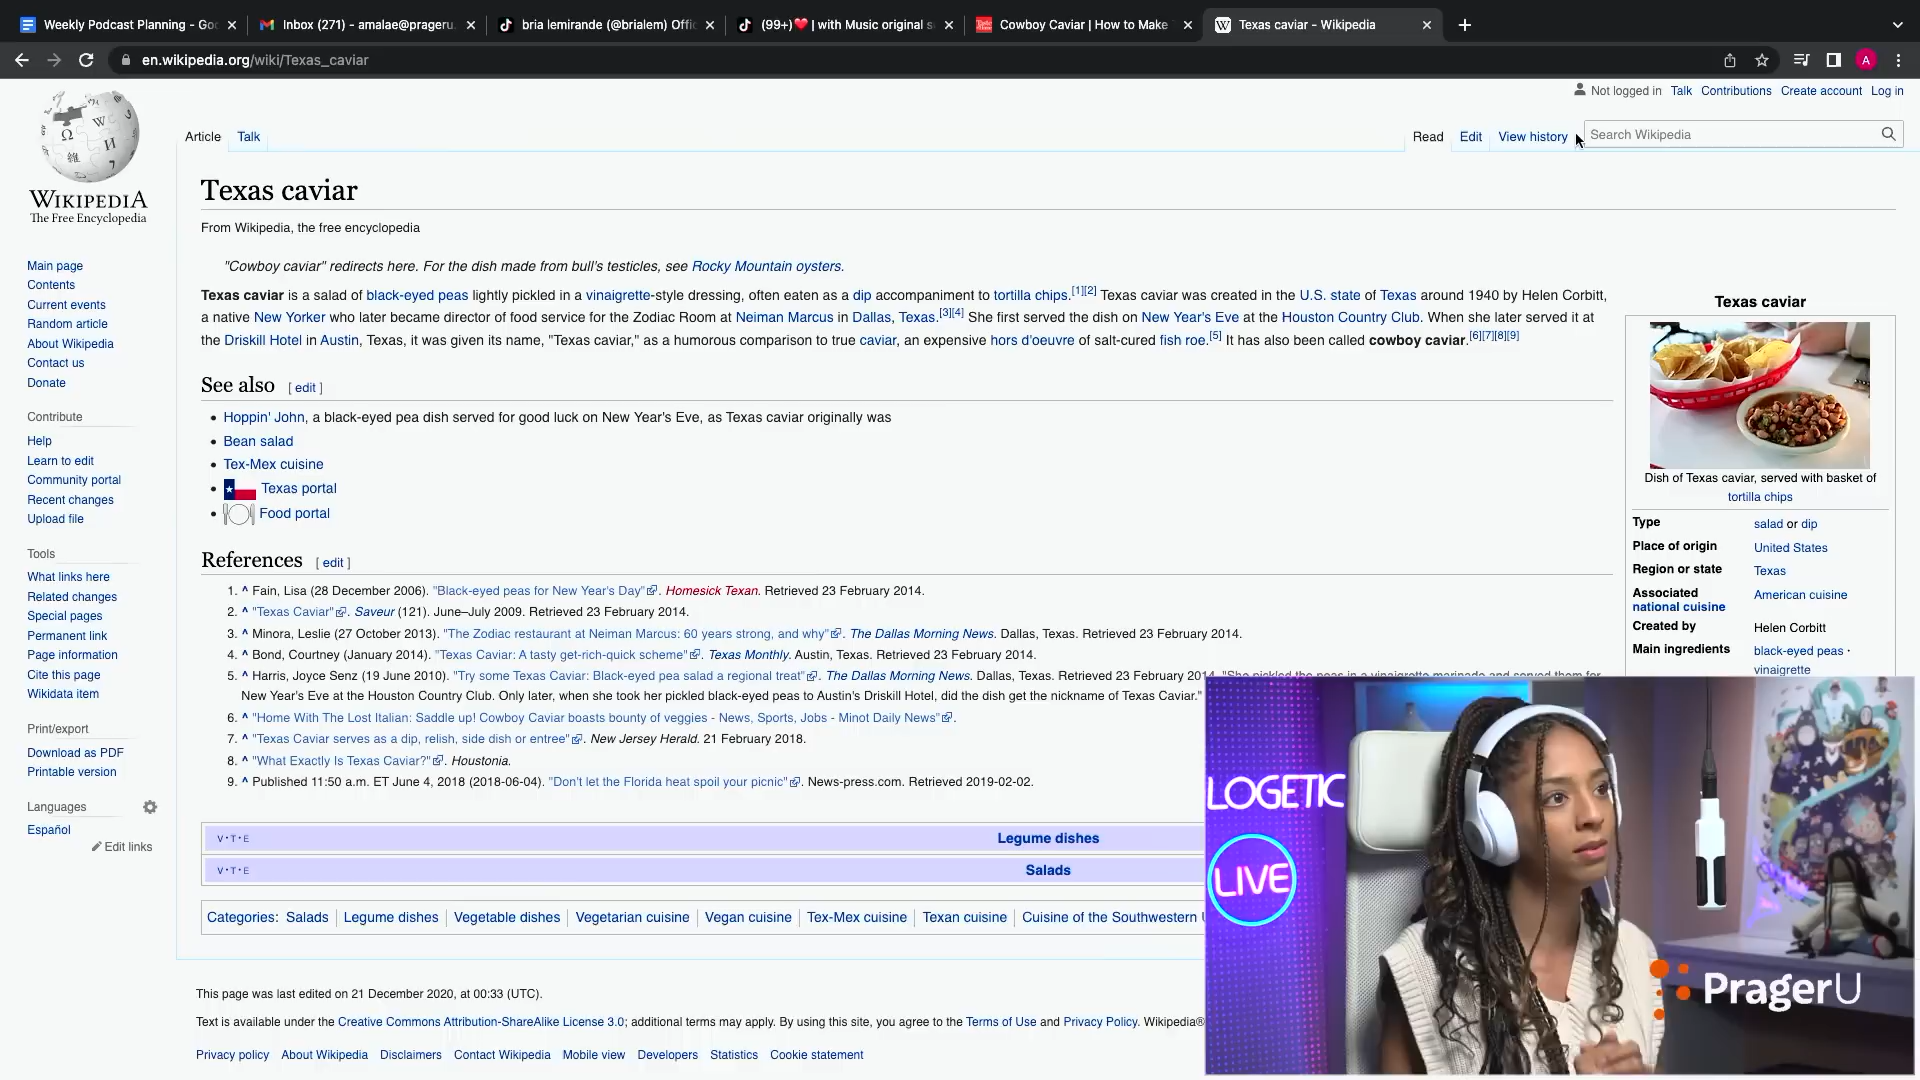 Weekly Podcast Planning - Goo
Inbox (271) - amalae@prageru.
bria lemirande (@brialem) Offic
(99+)❤️ | with Music original s
Cowboy Caviar | How to Make
Texas caviar - Wikipedia
en.wikipedia.org/wiki/Texas_caviar
A
Not logged in Talk Contributions Create account Log in
Article Talk
Read Edit View history
Search Wikipedia
WIKIPEDIA
The Free Encyclopedia
Main page
Contents
Current events
Random article
About Wikipedia
Contact us
Donate
Contribute
Help
Learn to edit
Community portal
Recent changes
Upload file
Tools
What links here
Related changes
Special pages
Permanent link
Page information
Cite this page
Wikidata item
Print/export
Download as PDF
Printable version
Languages
Español
Edit links
Texas caviar
From Wikipedia, the free encyclopedia
"Cowboy caviar" redirects here. For the dish made from bull's testicles, see Rocky Mountain oysters.
Texas caviar is a salad of black-eyed peas lightly pickled in a vinaigrette-style dressing, often eaten as a dip accompaniment to tortilla chips.[1][2] Texas caviar was created in the U.S. state of Texas around 1940 by Helen Corbitt,
a native New Yorker who later became director of food service for the Zodiac Room at Neiman Marcus in Dallas, Texas.[3][4] She first served the dish on New Year's Eve at the Houston Country Club. When she later served it at
the Driskill Hotel in Austin, Texas, it was given its name, "Texas caviar," as a humorous comparison to true caviar, an expensive hors d'oeuvre of salt-cured fish roe.[5] It has also been called cowboy caviar.[6][7][8][9]
See also [ edit ]
• Hoppin' John, a black-eyed pea dish served for good luck on New Year's Eve, as Texas caviar originally was
• Bean salad
• Tex-Mex cuisine
• Texas portal
• Food portal
References [ edit ]
1. ^ Fain, Lisa (28 December 2006). "Black-eyed peas for New Year's Day". Homesick Texan. Retrieved 23 February 2014.
2. ^ "Texas Caviar". Saveur (121). June–July 2009. Retrieved 23 February 2014.
3. ^ Minora, Leslie (27 October 2013). "The Zodiac restaurant at Neiman Marcus: 60 years strong, and why". The Dallas Morning News. Dallas, Texas. Retrieved 23 February 2014.
4. ^ Bond, Courtney (January 2014). "Texas Caviar: A tasty get-rich-quick scheme". Texas Monthly. Austin, Texas. Retrieved 23 February 2014.
5. ^ Harris, Joyce Senz (19 June 2010). "Try some Texas Caviar: Black-eyed pea salad a regional treat". The Dallas Morning News. Dallas, Texas. Retrieved 23 February 2014. "She pickled the peas in a vinaigrette marinade and served them for
New Year's Eve at the Houston Country Club. Only later, when she took her pickled black-eyed peas to Austin's Driskill Hotel, did the dish get the nickname of Texas Caviar."
6. ^ "Home With The Lost Italian: Saddle up! Cowboy Caviar boasts bounty of veggies - News, Sports, Jobs - Minot Daily News".
7. ^ "Texas Caviar serves as a dip, relish, side dish or entree". New Jersey Herald. 21 February 2018.
8. ^ "What Exactly Is Texas Caviar?". Houstonia.
9. ^ Published 11:50 a.m. ET June 4, 2018 (2018-06-04). "Don't let the Florida heat spoil your picnic". News-press.com. Retrieved 2019-02-02.
V·T·E Legume dishes
V·T·E Salads
Categories: Salads | Legume dishes | Vegetable dishes | Vegetarian cuisine | Vegan cuisine | Tex-Mex cuisine | Texan cuisine | Cuisine of the Southwestern
This page was last edited on 21 December 2020, at 00:33 (UTC).
Text is available under the Creative Commons Attribution-ShareAlike License 3.0; additional terms may apply. By using this site, you agree to the Terms of Use and Privacy Policy. Wikipedia®
Privacy policy About Wikipedia Disclaimers Contact Wikipedia Mobile view Developers Statistics Cookie statement
Texas caviar
Dish of Texas caviar, served with basket of
tortilla chips
Type salad or dip
Place of origin United States
Region or state Texas
Associated American cuisine
national cuisine
Created by Helen Corbitt
Main ingredients black-eyed peas ·
vinaigrette
LOGETIC
LIVE
PragerU